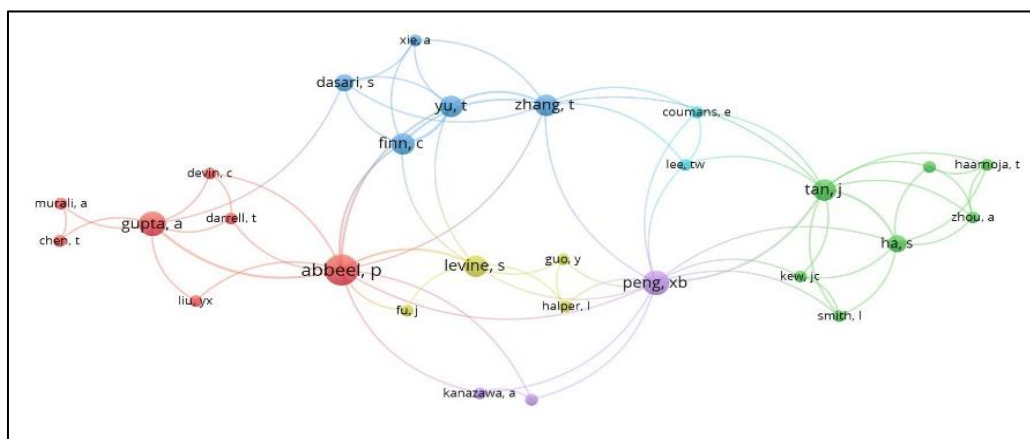 xie, a
dasari, s
yu, t
zhang, t
coumans, e
finn, c
lee, tw
haarnoja, t
devin, c
tan, j
murali, a
darrell, t
zhou, a
gupta, a
chen, t
ha, s
guo, y
levine, s
abbeel, p
kew, jc
peng, xb
liu, yx
fu, j
halper, l
smith, l
kanazawa, a